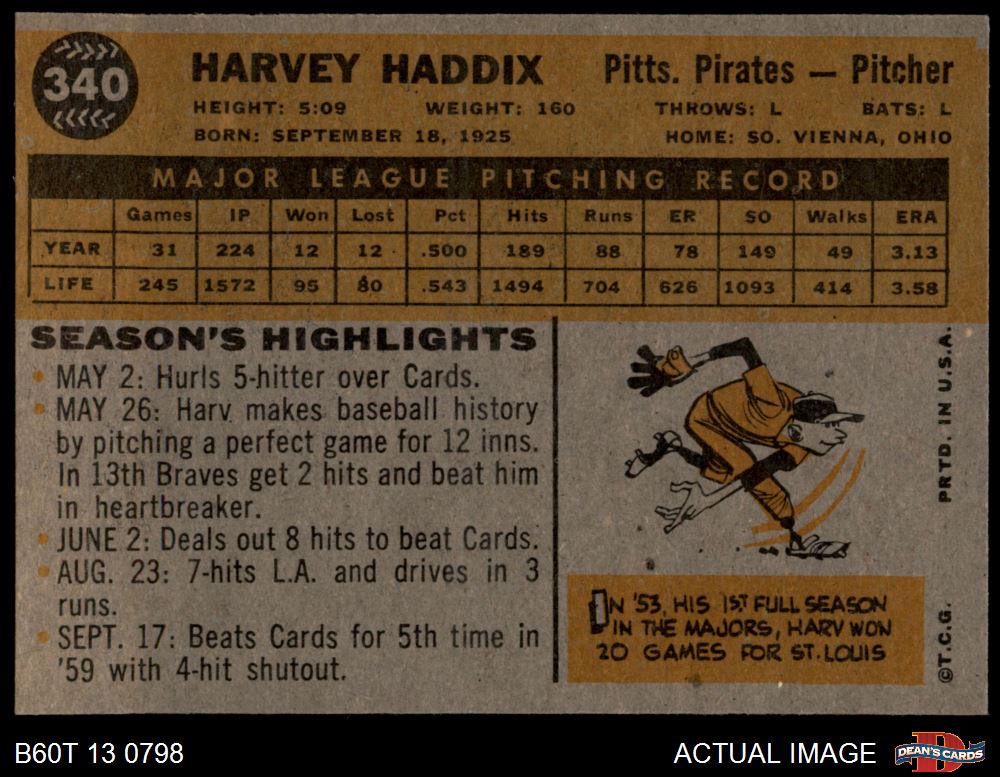 340
HARVEY HADDIX Pitts. Pirates — Pitcher
HEIGHT: 5:09 WEIGHT: 160 THROWS: L BATS: L
BORN: SEPTEMBER 18, 1925 HOME: SO. VIENNA, OHIO
MAJOR LEAGUE PITCHING RECORD
Games IP Won Lost Pct Hits Runs ER SO Walks ERA
YEAR 31 224 12 12 .500 189 88 78 149 49 3.13
LIFE 245 1572 95 80 .543 1494 704 626 1093 414 3.58
SEASON'S HIGHLIGHTS
• MAY 2: Hurls 5-hitter over Cards.
• MAY 26: Harv makes baseball history
by pitching a perfect game for 12 inns.
In 13th Braves get 2 hits and beat him
in heartbreaker.
• JUNE 2: Deals out 8 hits to beat Cards.
• AUG. 23: 7-hits L.A. and drives in 3
runs.
• SEPT. 17: Beats Cards for 5th time in
'59 with 4-hit shutout.
IN '53, HIS 1ST FULL SEASON
IN THE MAJORS, HARV WON
20 GAMES FOR ST. LOUIS
©T.C.G. PRTD. IN U.S.A.
B60T 13 0798 ACTUAL IMAGE
D
DEAN'S CARDS